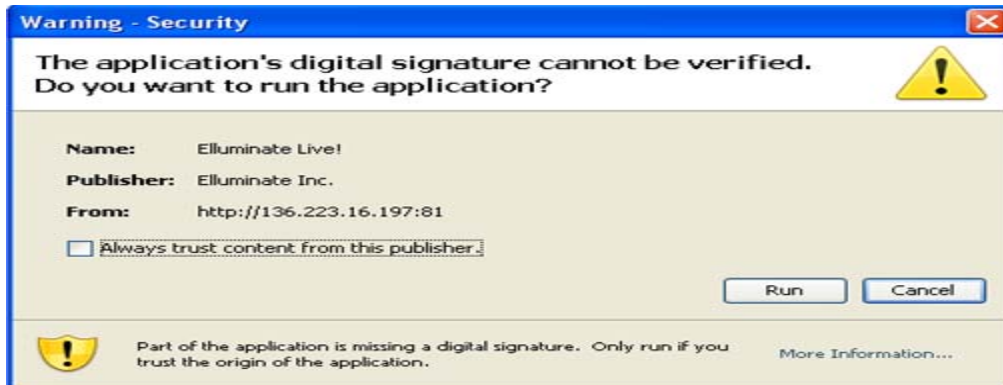 Warning - Security
The application's digital signature cannot be verified.
Do you want to run the application?
Name: Elluminate Live!
Publisher: Elluminate Inc.
From: http://136.223.16.197:81
Always trust content from this publisher.
Run Cancel
Part of the application is missing a digital signature. Only run if you
trust the origin of the application.
More Information...